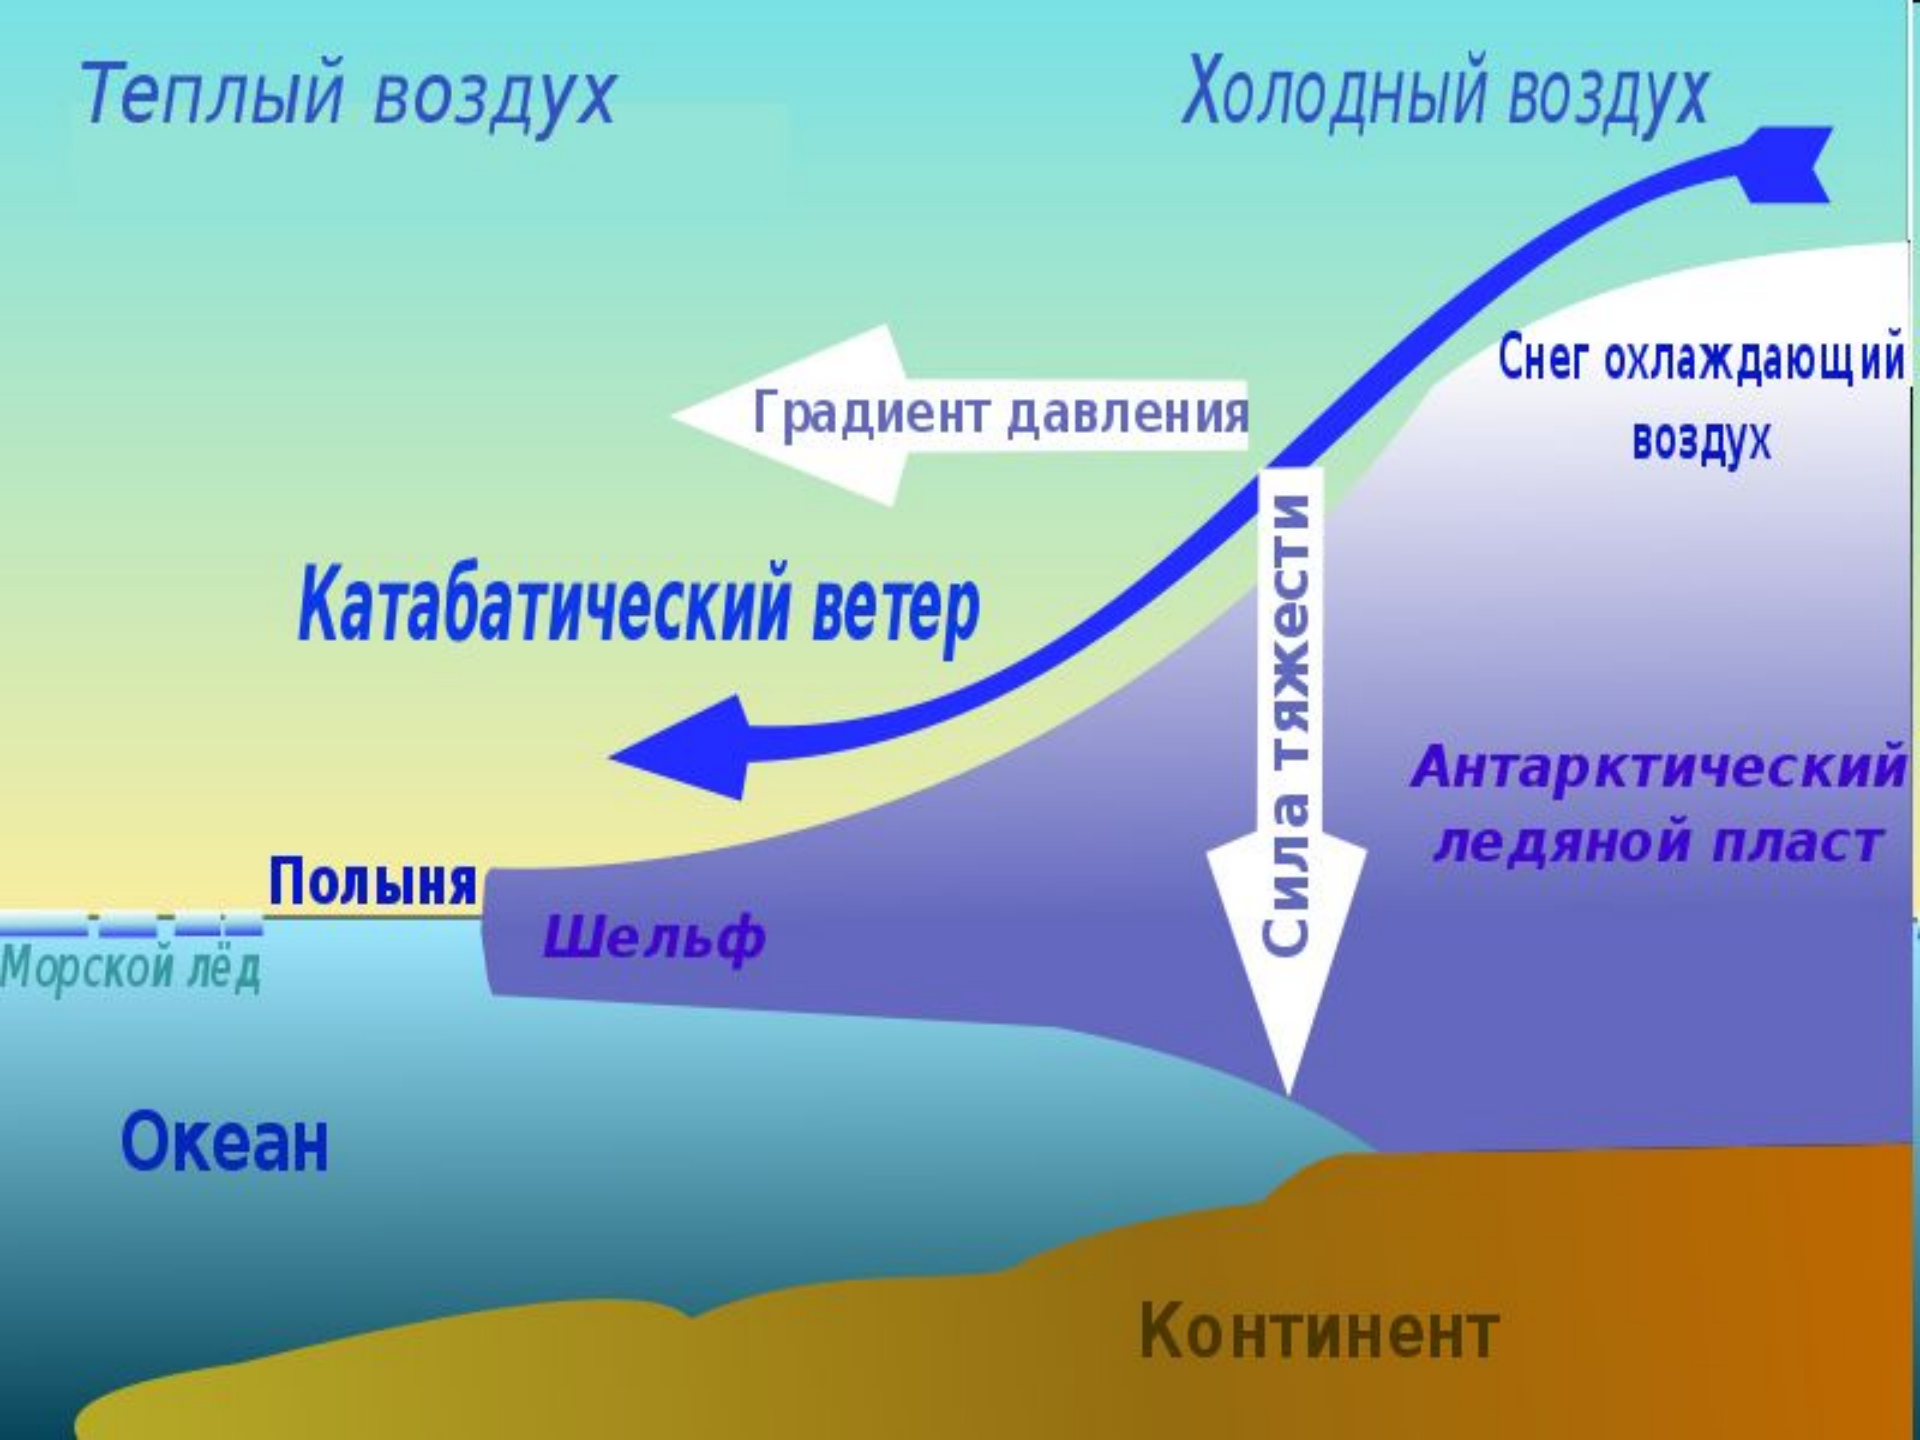 Теплый воздух
Холодный воздух
Снег охлаждающий
воздух
Градиент давления
Сила тяжести
Катабатический ветер
Антарктический
ледяной пласт
Полыня
Шельф
Морской лёд
Океан
Континент